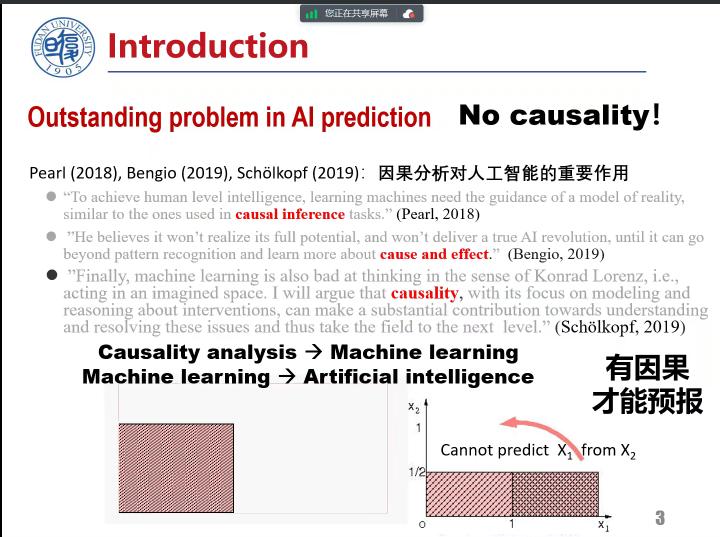 您正在共享屏幕
FUDAN UNIVERSITY
1905
Introduction
Outstanding problem in AI prediction No causality!
Pearl (2018), Bengio (2019), Schölkopf (2019): 因果分析对人工智能的重要作用
“To achieve human level intelligence, learning machines need the guidance of a model of reality,
similar to the ones used in causal inference tasks.” (Pearl, 2018)
”He believes it won’t realize its full potential, and won’t deliver a true AI revolution, until it can go
beyond pattern recognition and learn more about cause and effect.” (Bengio, 2019)
”Finally, machine learning is also bad at thinking in the sense of Konrad Lorenz, i.e.,
acting in an imagined space. I will argue that causality, with its focus on modeling and
reasoning about interventions, can make a substantial contribution towards understanding
and resolving these issues and thus take the field to the next level.” (Schölkopf, 2019)
Causality analysis → Machine learning
Machine learning → Artificial intelligence
有因果
才能预报
x₂
1
Cannot predict X₁ from X₂
1/2
0
1
x₁
3